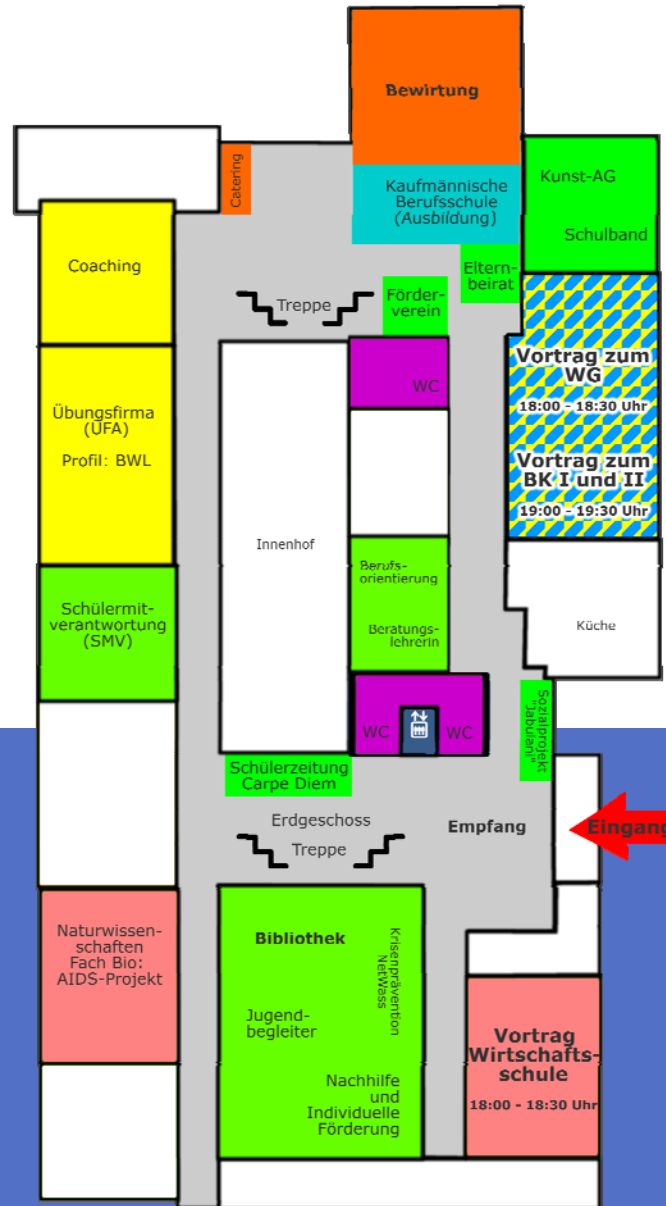 Bewirtung
Catering
Kaufmännische
Berufsschule
(Ausbildung)
Kunst-AG
Schulband
Coaching
Eltern-
beirat
Treppe
Förder-
verein
WC
Vortrag zum
WG
18:00 - 18:30 Uhr
Vortrag zum
BK I und II
19:00 - 19:30 Uhr
Übungsfirma
(ÜFA)
Profil: BWL
Innenhof
Berufs-
orientierung
Beratungs-
lehrerin
Schülermit-
verantwortung
(SMV)
Küche
WC
WC
Sozialprojekt
"Jabulani"
Schülerzeitung
Carpe Diem
Erdgeschoss
Treppe
Empfang
Eingang
Naturwissen-
schaften
Fach Bio:
AIDS-Projekt
Bibliothek
Krisenprävention
NetWass
Jugend-
begleiter
Nachhilfe
und
Individuelle
Förderung
Vortrag
Wirtschafts-
schule
18:00 - 18:30 Uhr